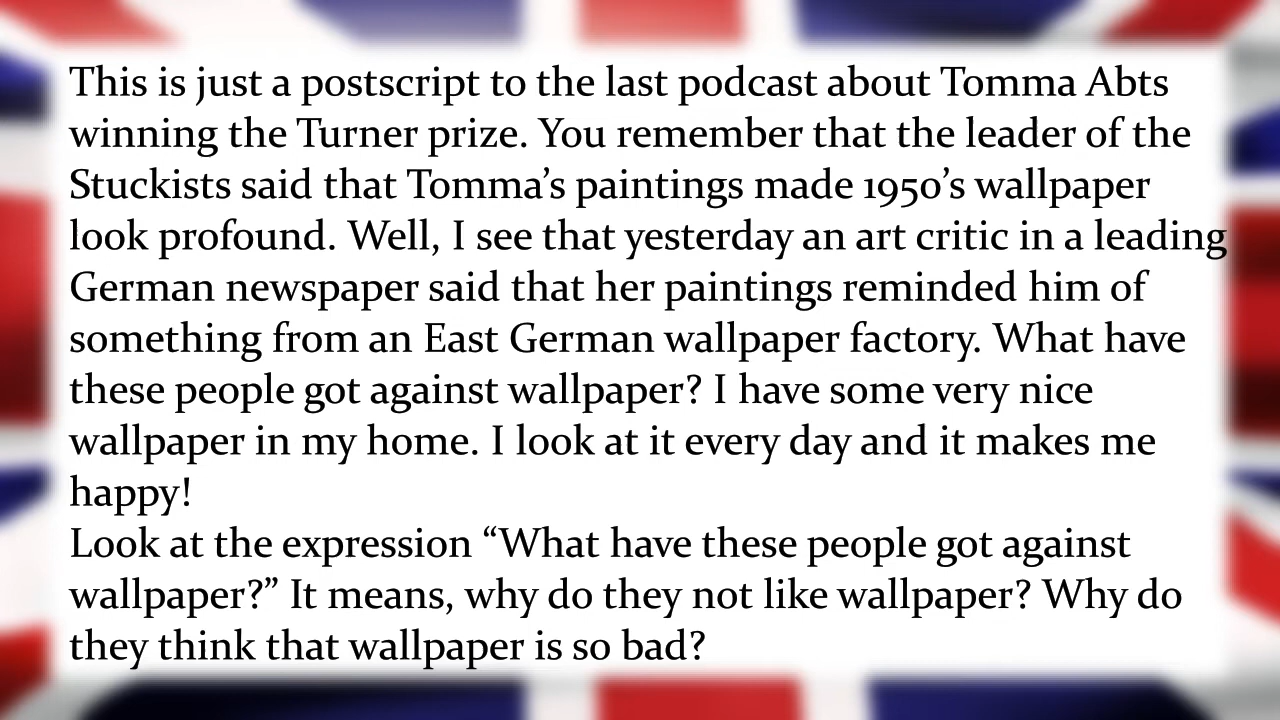 This is just a postscript to the last podcast about Tomma Abts
winning the Turner prize. You remember that the leader of the
Stuckists said that Tomma’s paintings made 1950’s wallpaper
look profound. Well, I see that yesterday an art critic in a leading
German newspaper said that her paintings reminded him of
something from an East German wallpaper factory. What have
these people got against wallpaper? I have some very nice
wallpaper in my home. I look at it every day and it makes me
happy!
Look at the expression “What have these people got against
wallpaper?” It means, why do they not like wallpaper? Why do
they think that wallpaper is so bad?